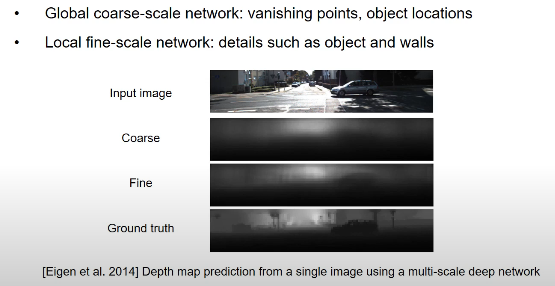 • Global coarse-scale network: vanishing points, object locations
• Local fine-scale network: details such as object and walls
Input image
Coarse
Fine
Ground truth
[Eigen et al. 2014] Depth map prediction from a single image using a multi-scale deep network